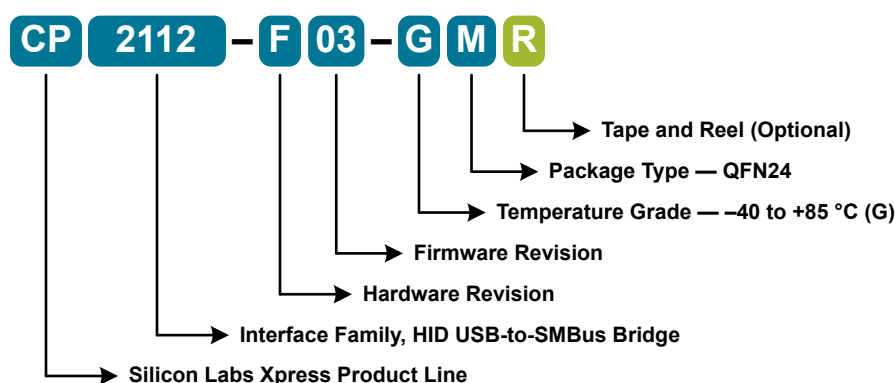 CP 2112 – F 03 – G M R
Tape and Reel (Optional)
Package Type — QFN24
Temperature Grade — –40 to +85 °C (G)
Firmware Revision
Hardware Revision
Interface Family, HID USB-to-SMBus Bridge
Silicon Labs Xpress Product Line